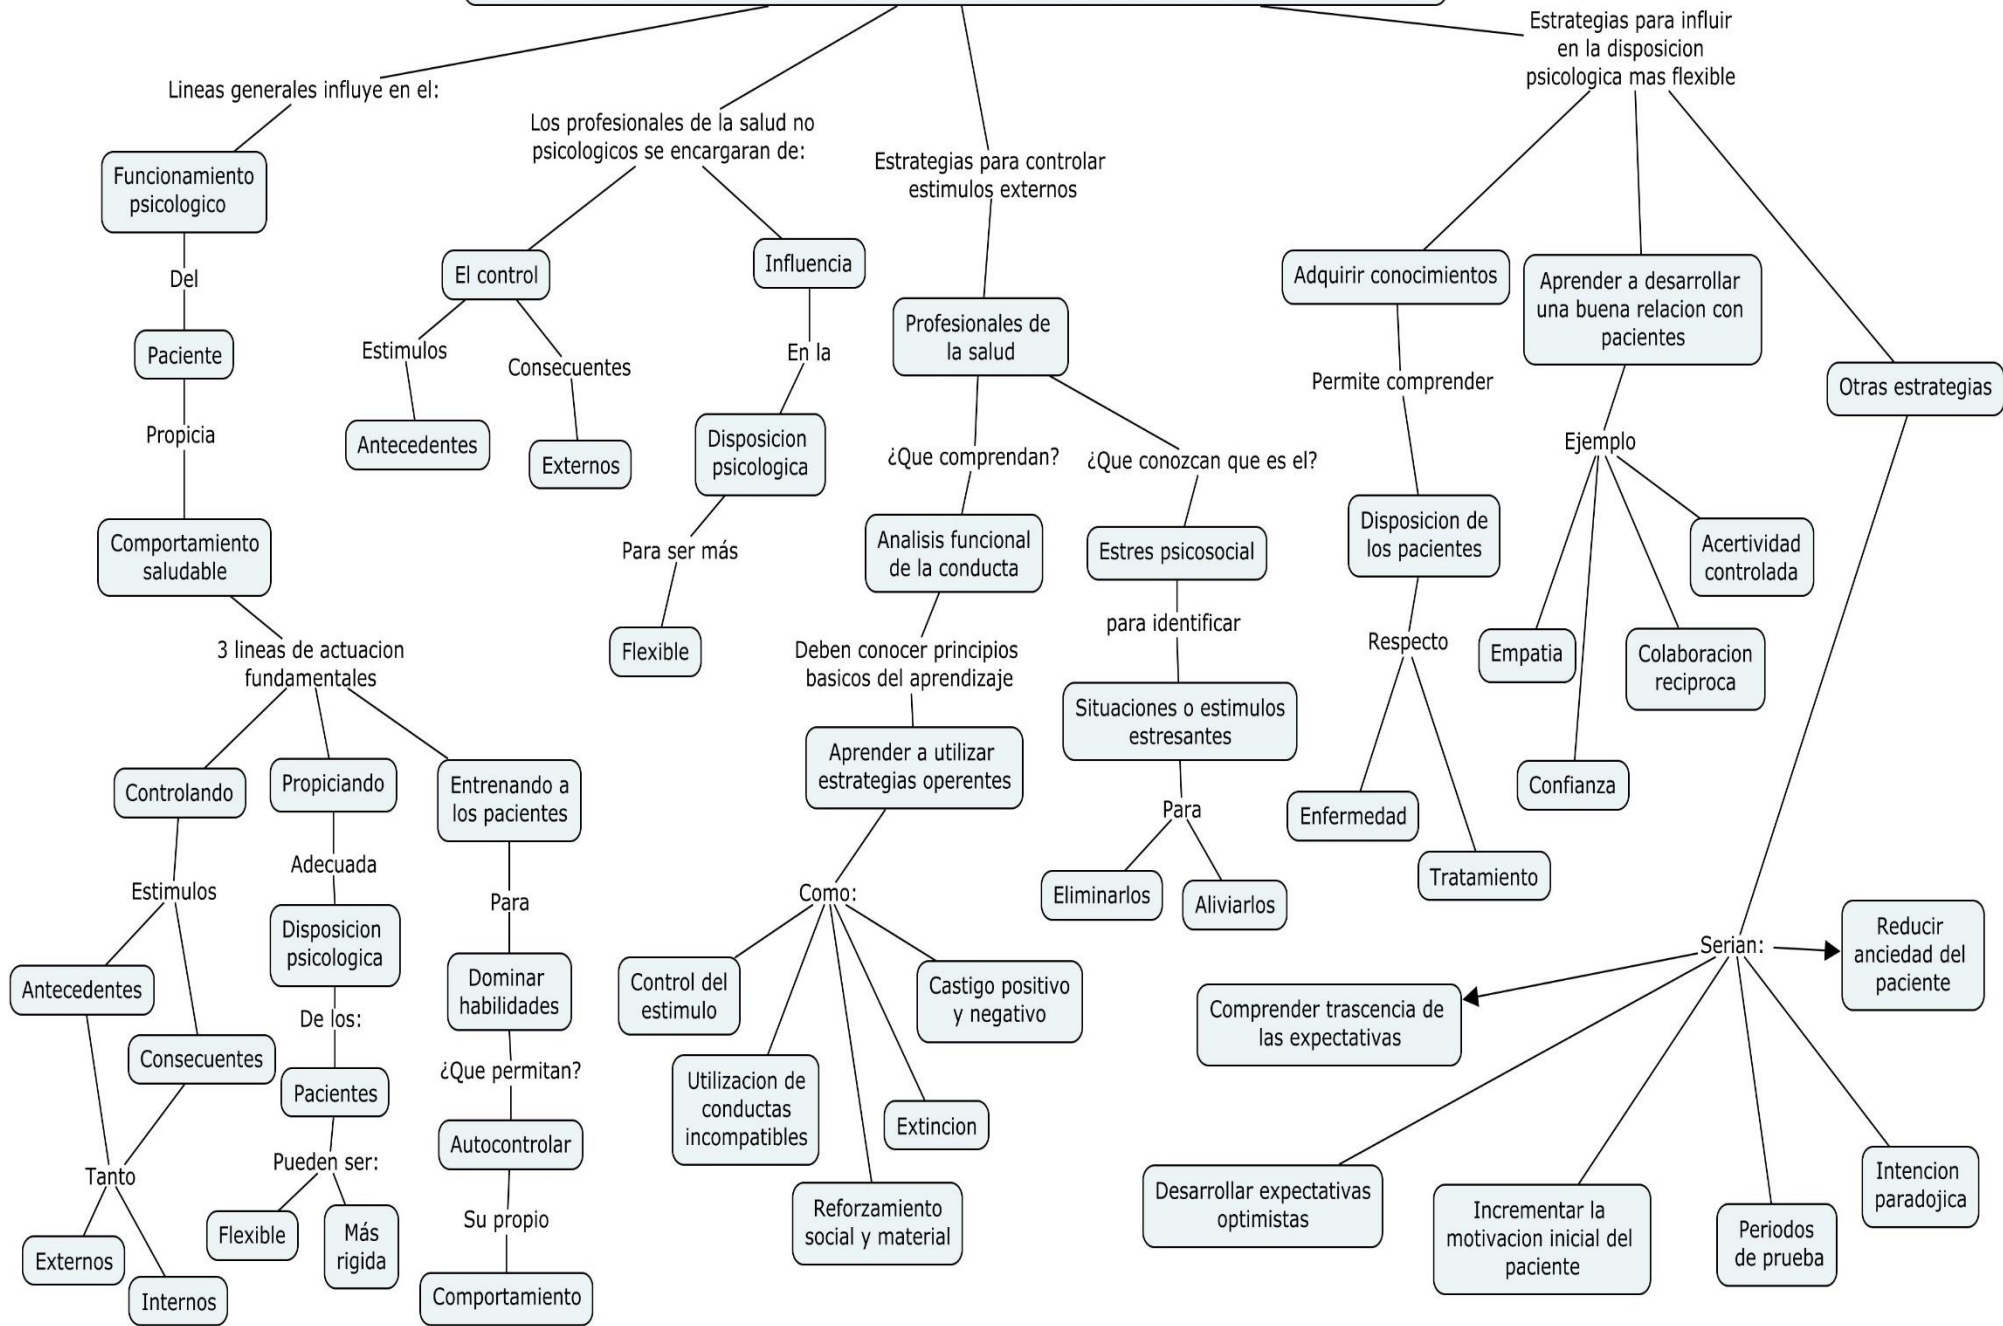 Lineas generales influye en el:
Funcionamiento
psicologico
Del
Paciente
Propicia
Comportamiento
saludable
3 lineas de actuacion
fundamentales
Controlando
Estimulos
Antecedentes
Consecuentes
Tanto
Externos
Internos
Propiciando
Adecuada
Disposicion
psicologica
De los:
Pacientes
Pueden ser:
Flexible
Más
rigida
Entrenando a
los pacientes
Para
Dominar
habilidades
¿Que permitan?
Autocontrolar
Su propio
Comportamiento
Los profesionales de la salud no
psicologicos se encargaran de:
El control
Estimulos
Antecedentes
Consecuentes
Externos
Influencia
En la
Disposicion
psicologica
Para ser más
Flexible
Estrategias para controlar
estimulos externos
Profesionales de
la salud
¿Que comprendan?
Analisis funcional
de la conducta
Deben conocer principios
basicos del aprendizaje
Aprender a utilizar
estrategias operentes
Como:
Control del
estimulo
Utilizacion de
conductas
incompatibles
Reforzamiento
social y material
Extincion
Castigo positivo
y negativo
¿Que conozcan que es el?
Estres psicosocial
para identificar
Situaciones o estimulos
estresantes
Para
Eliminarlos
Aliviarlos
Estrategias para influir
en la disposicion
psicologica mas flexible
Adquirir conocimientos
Permite comprender
Disposicion de
los pacientes
Respecto
Enfermedad
Tratamiento
Aprender a desarrollar
una buena relacion con
pacientes
Ejemplo
Empatia
Confianza
Colaboracion
reciproca
Acertividad
controlada
Otras estrategias
Serian:
Comprender trascencia de
las expectativas
Desarrollar expectativas
optimistas
Incrementar la
motivacion inicial del
paciente
Periodos
de prueba
Intencion
paradojica
Reducir
anciedad del
paciente